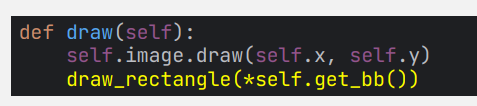 def draw(self):
    self.image.draw(self.x, self.y)
    draw_rectangle(*self.get_bb())